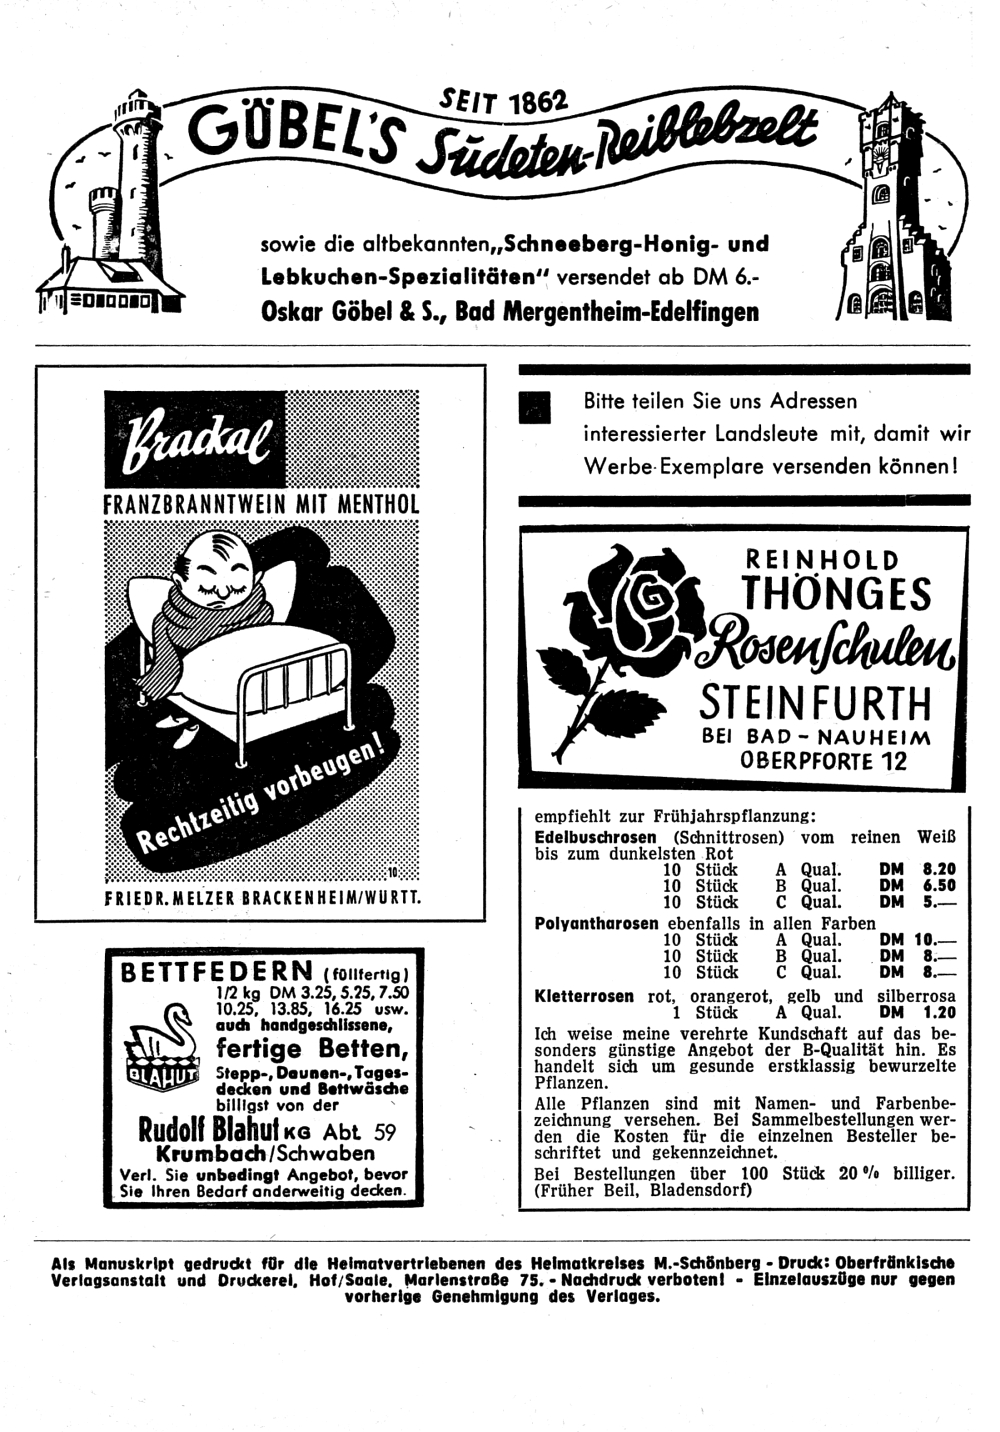 SEIT 1862
GÖBEL'S Sudeten-Reiblebzelt
sowie die altbekannten „Schneeberg-Honig- und
Lebkuchen-Spezialitäten" versendet ab DM 6.-
Oskar Göbel & S., Bad Mergentheim-Edelfingen
Brackal
FRANZBRANNTWEIN MIT MENTHOL
Rechtzeitig vorbeugen!
10
FRIEDR. MELZER BRACKENHEIM/WURTT.
BETTFEDERN (füllfertig)
1/2 kg DM 3.25, 5.25, 7.50
10.25, 13.85, 16.25 usw.
auch handgeschlissene,
fertige Betten,
Stepp-, Daunen-, Tages-
decken und Bettwäsche
billigst von der
BLAHUT
Rudolf Blahut KG Abt. 59
Krumbach/Schwaben
Verl. Sie unbedingt Angebot, bevor
Sie Ihren Bedarf anderweitig decken.
Bitte teilen Sie uns Adressen
interessierter Landsleute mit, damit wir
Werbe-Exemplare versenden können!
REINHOLD
THÖNGES
Rosenschulen
STEINFURTH
BEI BAD - NAUHEIM
OBERPFORTE 12
empfiehlt zur Frühjahrspflanzung:
Edelbuschrosen (Schnittrosen) vom reinen Weiß
bis zum dunkelsten Rot
10 Stück A Qual. DM 8.20
10 Stück B Qual. DM 6.50
10 Stück C Qual. DM 5.—
Polyantharosen ebenfalls in allen Farben
10 Stück A Qual. DM 10.—
10 Stück B Qual. DM 8.—
10 Stück C Qual. DM 8.—
Kletterrosen rot, orangerot, gelb und silberrosa
1 Stück A Qual. DM 1.20
Ich weise meine verehrte Kundschaft auf das be-
sonders günstige Angebot der B-Qualität hin. Es
handelt sich um gesunde erstklassig bewurzelte
Pflanzen.
Alle Pflanzen sind mit Namen- und Farbenbe-
zeichnung versehen. Bei Sammelbestellungen wer-
den die Kosten für die einzelnen Besteller be-
schriftet und gekennzeichnet.
Bei Bestellungen über 100 Stück 20 % billiger.
(Früher Beil, Bladensdorf)
Als Manuskript gedruckt für die Heimatvertriebenen des Heimatkreises M.-Schönberg - Druck: Oberfränkische
Verlagsanstalt und Druckerei, Hof/Saale, Marienstraße 75. - Nachdruck verboten! - Einzelauszüge nur gegen
vorherige Genehmigung des Verlages.